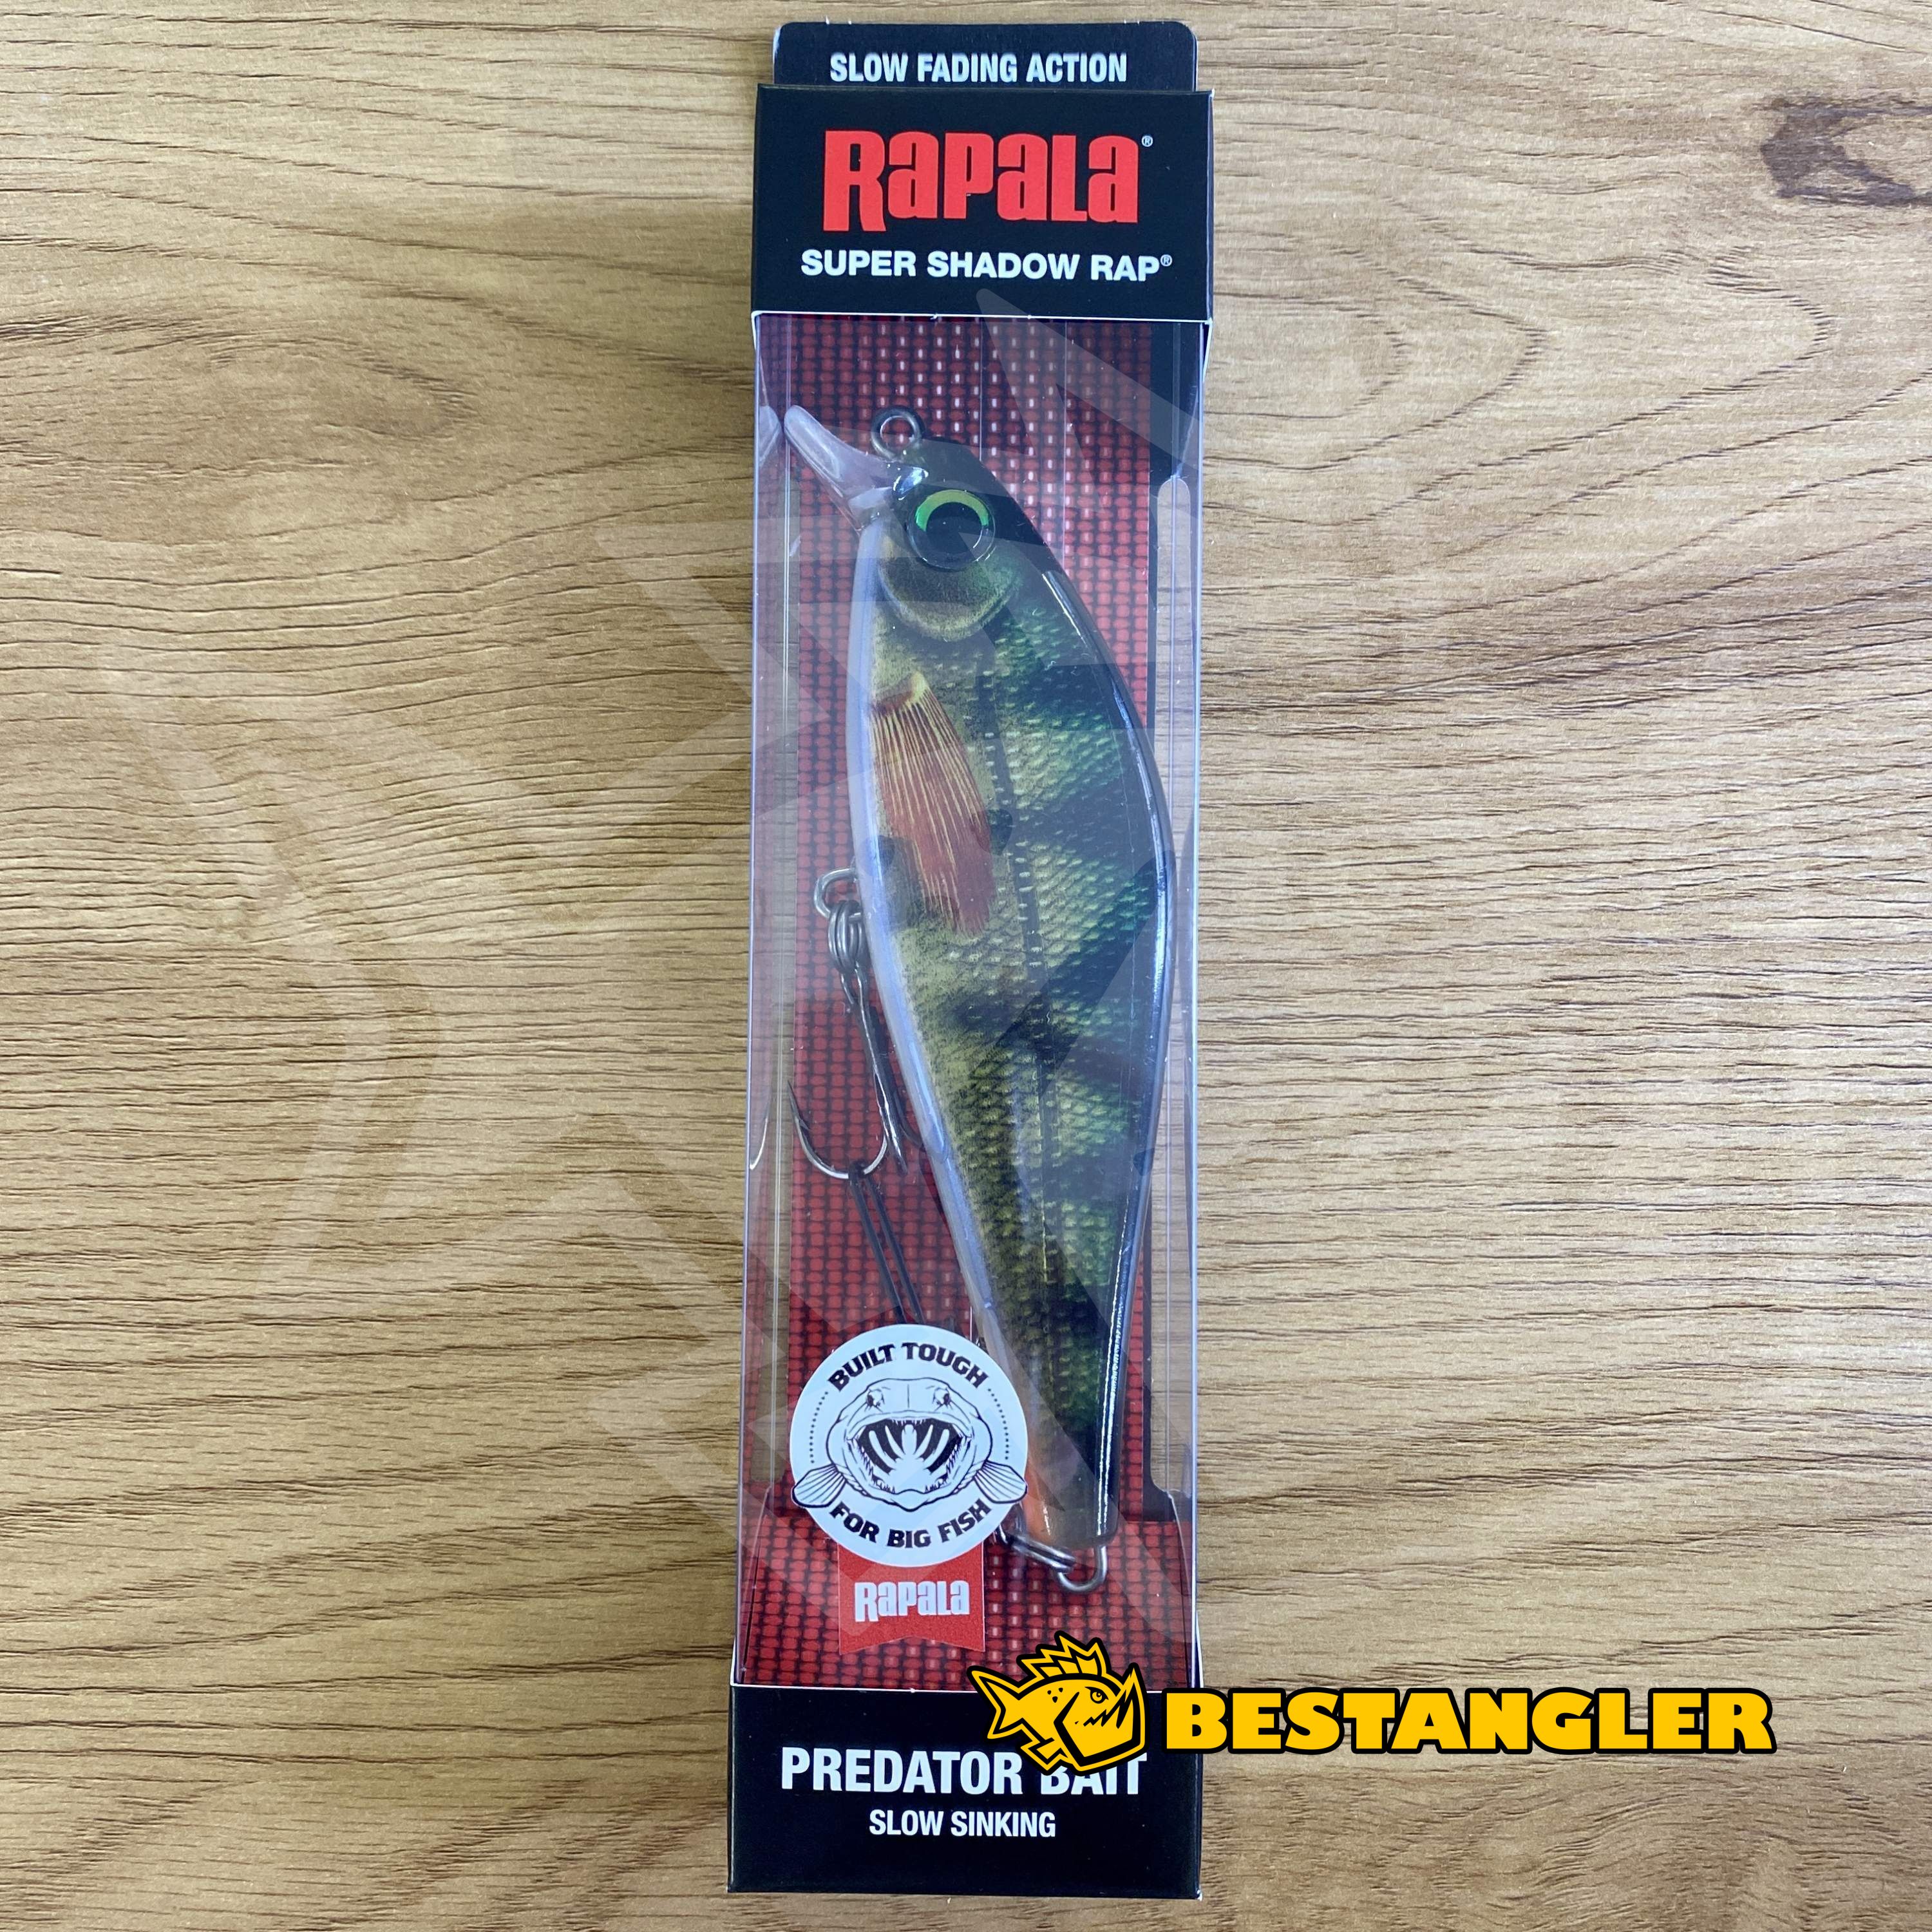 SLOW FADING ACTION
RAPALA®
SUPER SHADOW RAP®
BUILT TOUGH
FOR BIG FISH
RAPALA
BESTANGLER
PREDATOR BAIT
SLOW SINKING